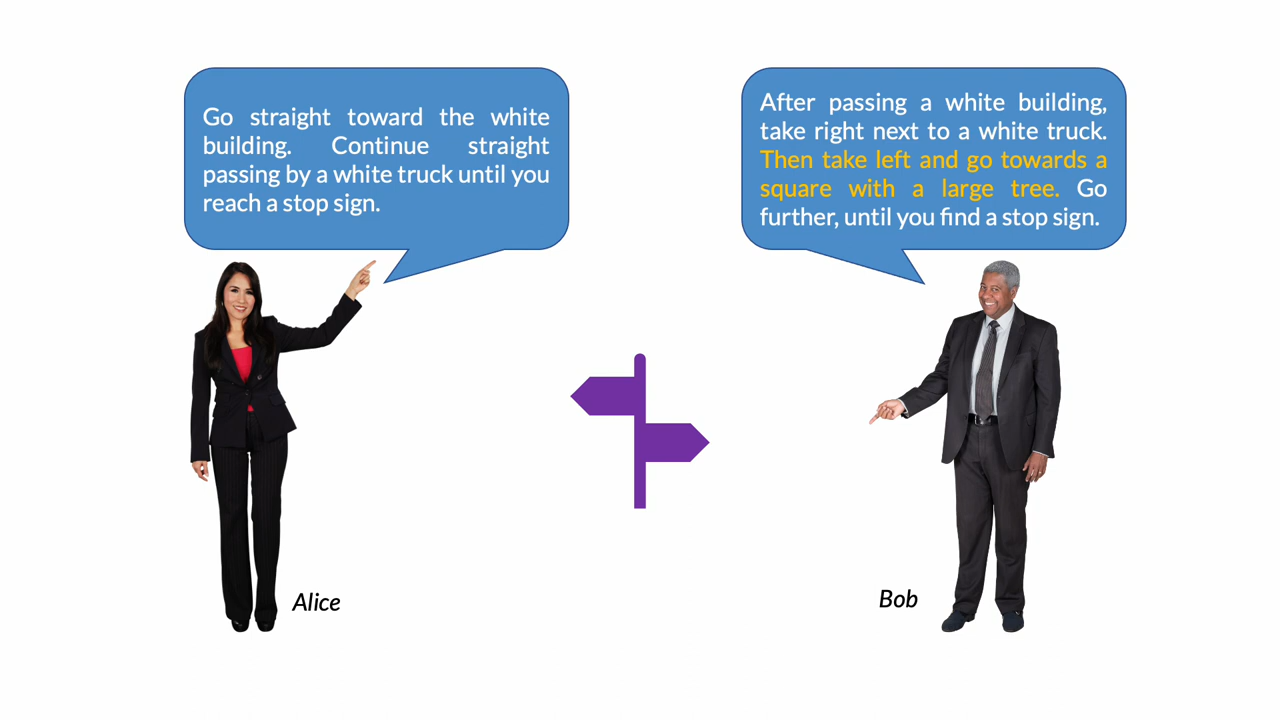 Go straight toward the white
building. Continue straight
passing by a white truck until you
reach a stop sign.
After passing a white building,
take right next to a white truck.
Then take left and go towards a
square with a large tree. Go
further, until you find a stop sign.
Alice
Bob